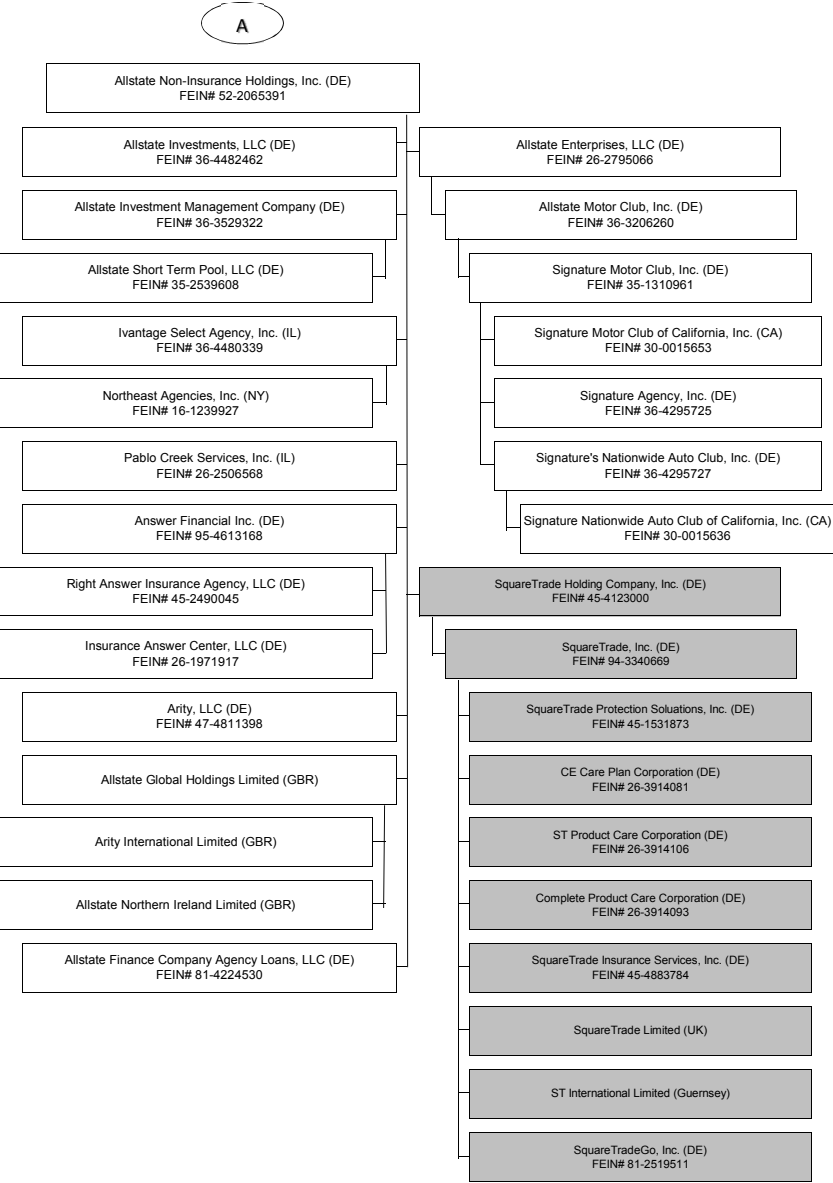 A
Allstate Non-Insurance Holdings, Inc. (DE)
FEIN# 52-2065391
Allstate Investments, LLC (DE)
FEIN# 36-4482462
Allstate Investment Management Company (DE)
FEIN# 36-3529322
Allstate Short Term Pool, LLC (DE)
FEIN# 35-2539608
Ivantage Select Agency, Inc. (IL)
FEIN# 36-4480339
Northeast Agencies, Inc. (NY)
FEIN# 16-1239927
Pablo Creek Services, Inc. (IL)
FEIN# 26-2506568
Answer Financial Inc. (DE)
FEIN# 95-4613168
Right Answer Insurance Agency, LLC (DE)
FEIN# 45-2490045
Insurance Answer Center, LLC (DE)
FEIN# 26-1971917
Arity, LLC (DE)
FEIN# 47-4811398
Allstate Global Holdings Limited (GBR)
Arity International Limited (GBR)
Allstate Northern Ireland Limited (GBR)
Allstate Finance Company Agency Loans, LLC (DE)
FEIN# 81-4224530
Allstate Enterprises, LLC (DE)
FEIN# 26-2795066
Allstate Motor Club, Inc. (DE)
FEIN# 36-3206260
Signature Motor Club, Inc. (DE)
FEIN# 35-1310961
Signature Motor Club of California, Inc. (CA)
FEIN# 30-0015653
Signature Agency, Inc. (DE)
FEIN# 36-4295725
Signature's Nationwide Auto Club, Inc. (DE)
FEIN# 36-4295727
Signature Nationwide Auto Club of California, Inc. (CA)
FEIN# 30-0015636
SquareTrade Holding Company, Inc. (DE)
FEIN# 45-4123000
SquareTrade, Inc. (DE)
FEIN# 94-3340669
SquareTrade Protection Soluations, Inc. (DE)
FEIN# 45-1531873
CE Care Plan Corporation (DE)
FEIN# 26-3914081
ST Product Care Corporation (DE)
FEIN# 26-3914106
Complete Product Care Corporation (DE)
FEIN# 26-3914093
SquareTrade Insurance Services, Inc. (DE)
FEIN# 45-4883784
SquareTrade Limited (UK)
ST International Limited (Guernsey)
SquareTradeGo, Inc. (DE)
FEIN# 81-2519511